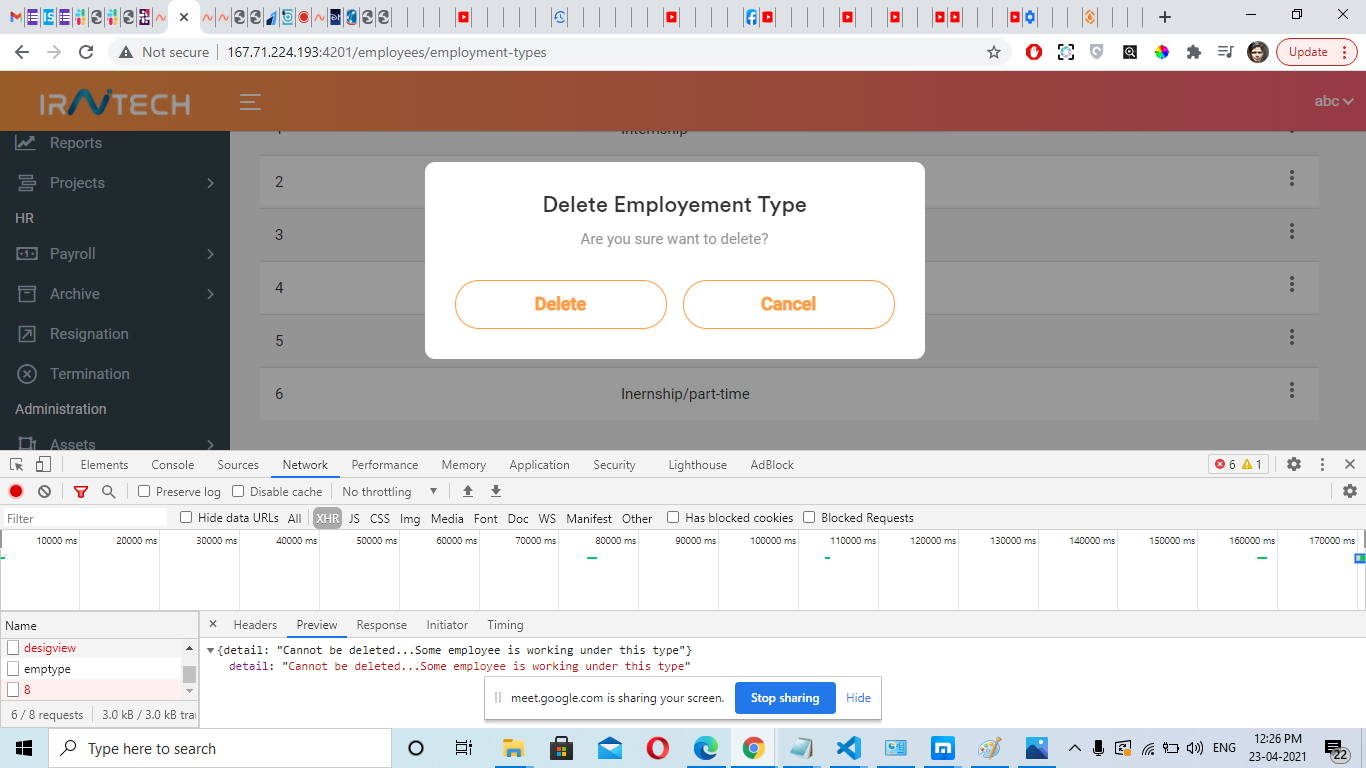 Not secure | 167.71.224.193:4201/employees/employment-types
Update
IRAITECH
abc
Reports
Projects
HR
Payroll
Archive
Resignation
Termination
Administration
Assets
2
3
4
5
6 Inernship/part-time
Delete Employement Type
Are you sure want to delete?
Delete Cancel
Elements Console Sources Network Performance Memory Application Security Lighthouse AdBlock 6 1
Preserve log Disable cache No throttling
Filter Hide data URLs All XHR JS CSS Img Media Font Doc WS Manifest Other Has blocked cookies Blocked Requests
10000 ms 20000 ms 30000 ms 40000 ms 50000 ms 60000 ms 70000 ms 80000 ms 90000 ms 100000 ms 110000 ms 120000 ms 130000 ms 140000 ms 150000 ms 160000 ms 170000 ms
Name
desigview
emptype
8
6 / 8 requests 3.0 kB / 3.0 kB
Headers Preview Response Initiator Timing
{detail: "Cannot be deleted...Some employee is working under this type"}
detail: "Cannot be deleted...Some employee is working under this type"
meet.google.com is sharing your screen. Stop sharing Hide
Type here to search
ENG
12:26 PM
23-04-2021
22